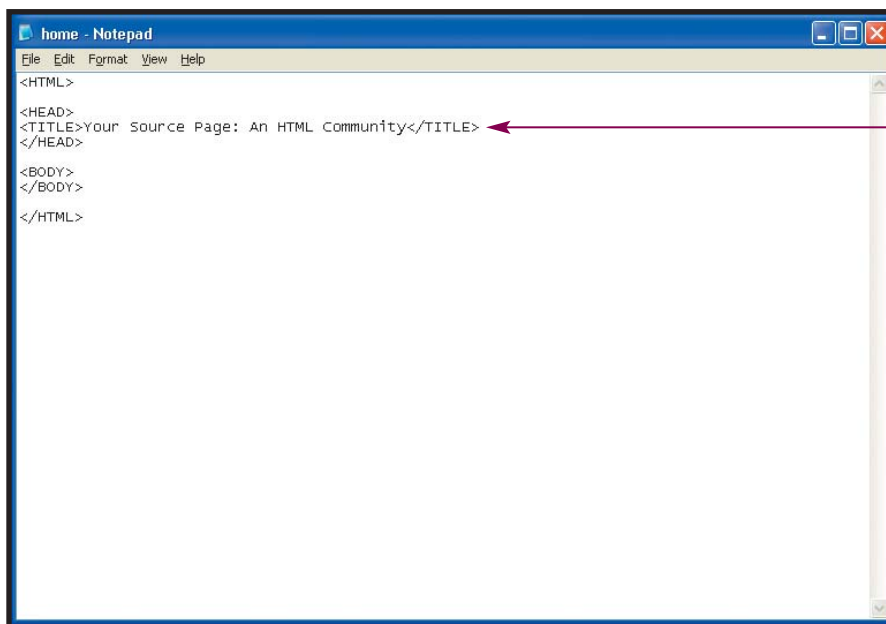 home - Notepad
File Edit Format View Help
<HTML>
<HEAD>
<TITLE>Your Source Page: An HTML Community</TITLE>
</HEAD>
<BODY>
</BODY>
</HTML>